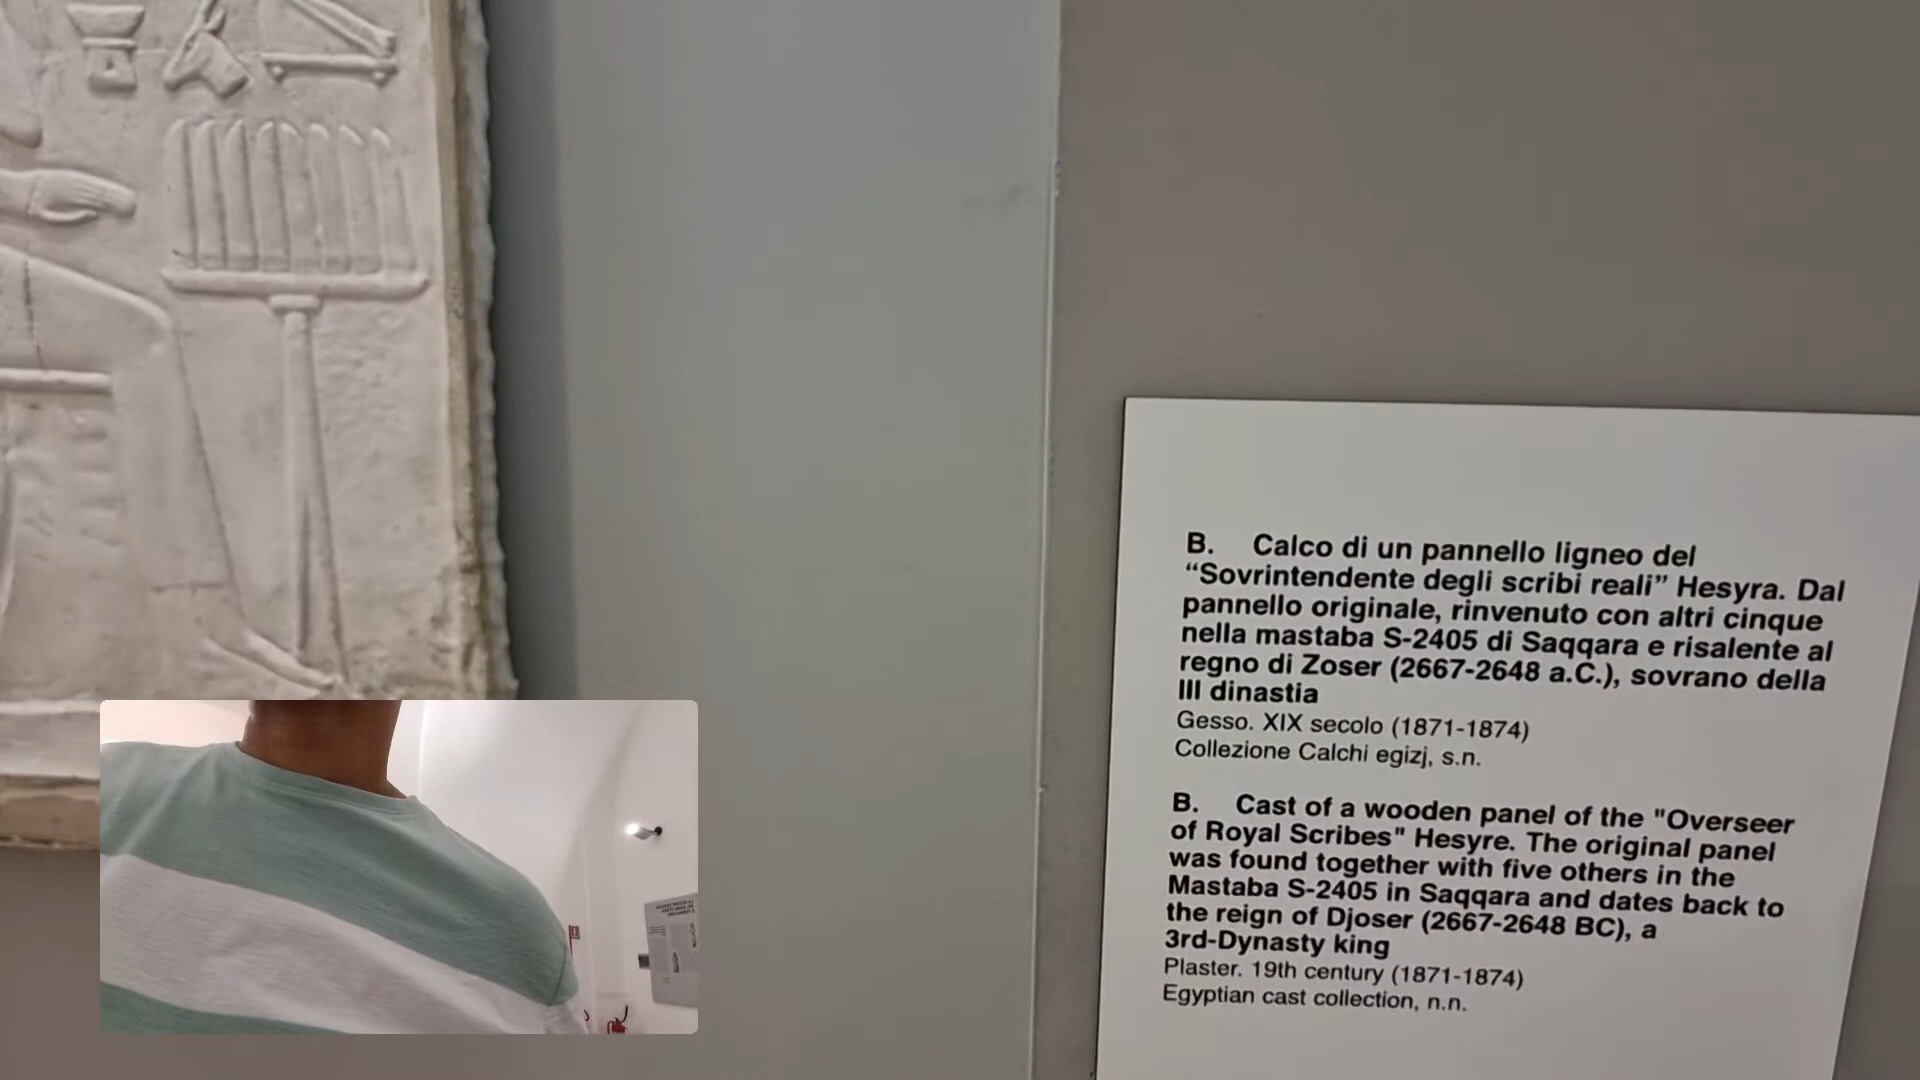 B. Calco di un pannello ligneo del
“Sovrintendente degli scribi reali” Hesyra. Dal
pannello originale, rinvenuto con altri cinque
nella mastaba S-2405 di Saqqara e risalente al
regno di Zoser (2667-2648 a.C.), sovrano della
III dinastia
Gesso. XIX secolo (1871-1874)
Collezione Calchi egizj, s.n.
B. Cast of a wooden panel of the "Overseer
of Royal Scribes" Hesyre. The original panel
was found together with five others in the
Mastaba S-2405 in Saqqara and dates back to
the reign of Djoser (2667-2648 BC), a
3rd-Dynasty king
Plaster. 19th century (1871-1874)
Egyptian cast collection, n.n.